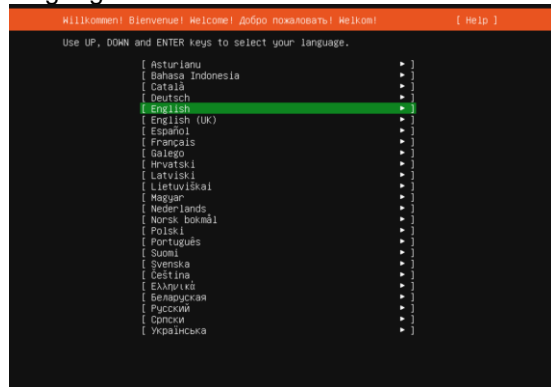 Willkommen! Bienvenue! Welcome! Добро пожаловать! Welkom! [ Help ]
Use UP, DOWN and ENTER keys to select your language.
[ Asturianu ▸ ]
[ Bahasa Indonesia ▸ ]
[ Català ▸ ]
[ Deutsch ▸ ]
[ English ▸ ]
[ English (UK) ▸ ]
[ Español ▸ ]
[ Français ▸ ]
[ Galego ▸ ]
[ Hrvatski ▸ ]
[ Latviski ▸ ]
[ Lietuviškai ▸ ]
[ Magyar ▸ ]
[ Nederlands ▸ ]
[ Norsk bokmål ▸ ]
[ Polski ▸ ]
[ Português ▸ ]
[ Suomi ▸ ]
[ Svenska ▸ ]
[ Čeština ▸ ]
[ Ελληνικά ▸ ]
[ Беларуская ▸ ]
[ Русский ▸ ]
[ Српски ▸ ]
[ Українська ▸ ]